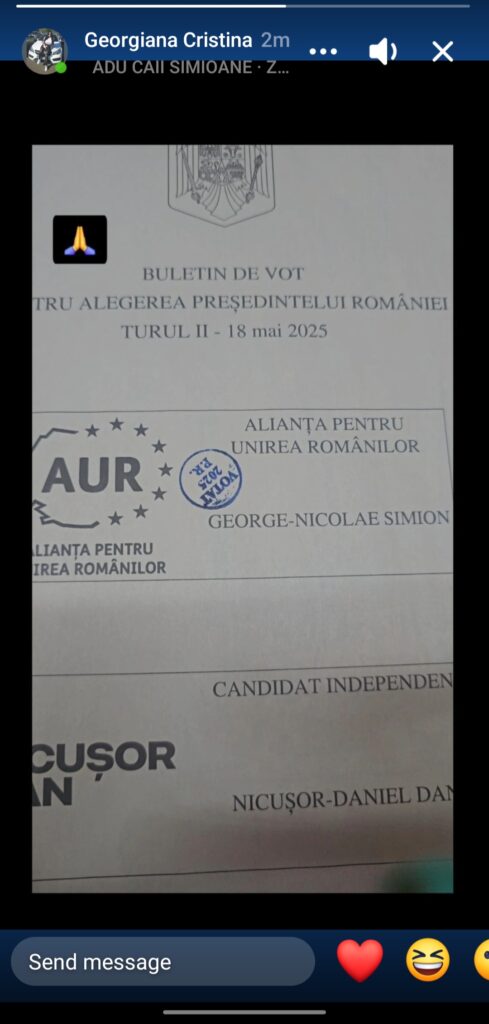 Georgiana Cristina 2m
ADU CAII SIMIOANE · Z...
BULETIN DE VOT
TRU ALEGEREA PREȘEDINTELUI ROMÂNIEI
TURUL II - 18 mai 2025
ALIANȚA PENTRU
UNIREA ROMÂNILOR
AUR
VOTAT
2025
P.R.
GEORGE-NICOLAE SIMION
ALIANȚA PENTRU
IREA ROMÂNILOR
CANDIDAT INDEPENDEN
CUȘOR
AN
NICUȘOR-DANIEL DAN
Send message